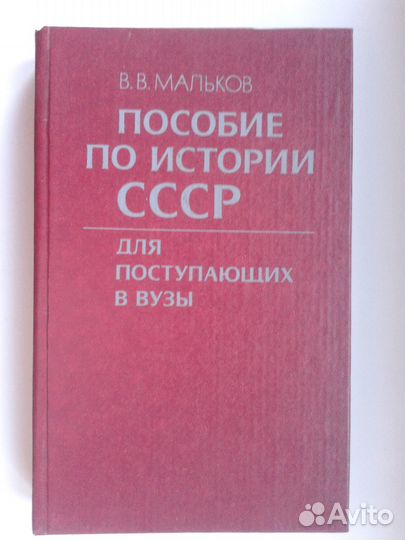 В. В. МАЛЬКОВ
ПОСОБИЕ
ПО ИСТОРИИ
СССР
ДЛЯ
ПОСТУПАЮЩИХ
В ВУЗЫ
Avito